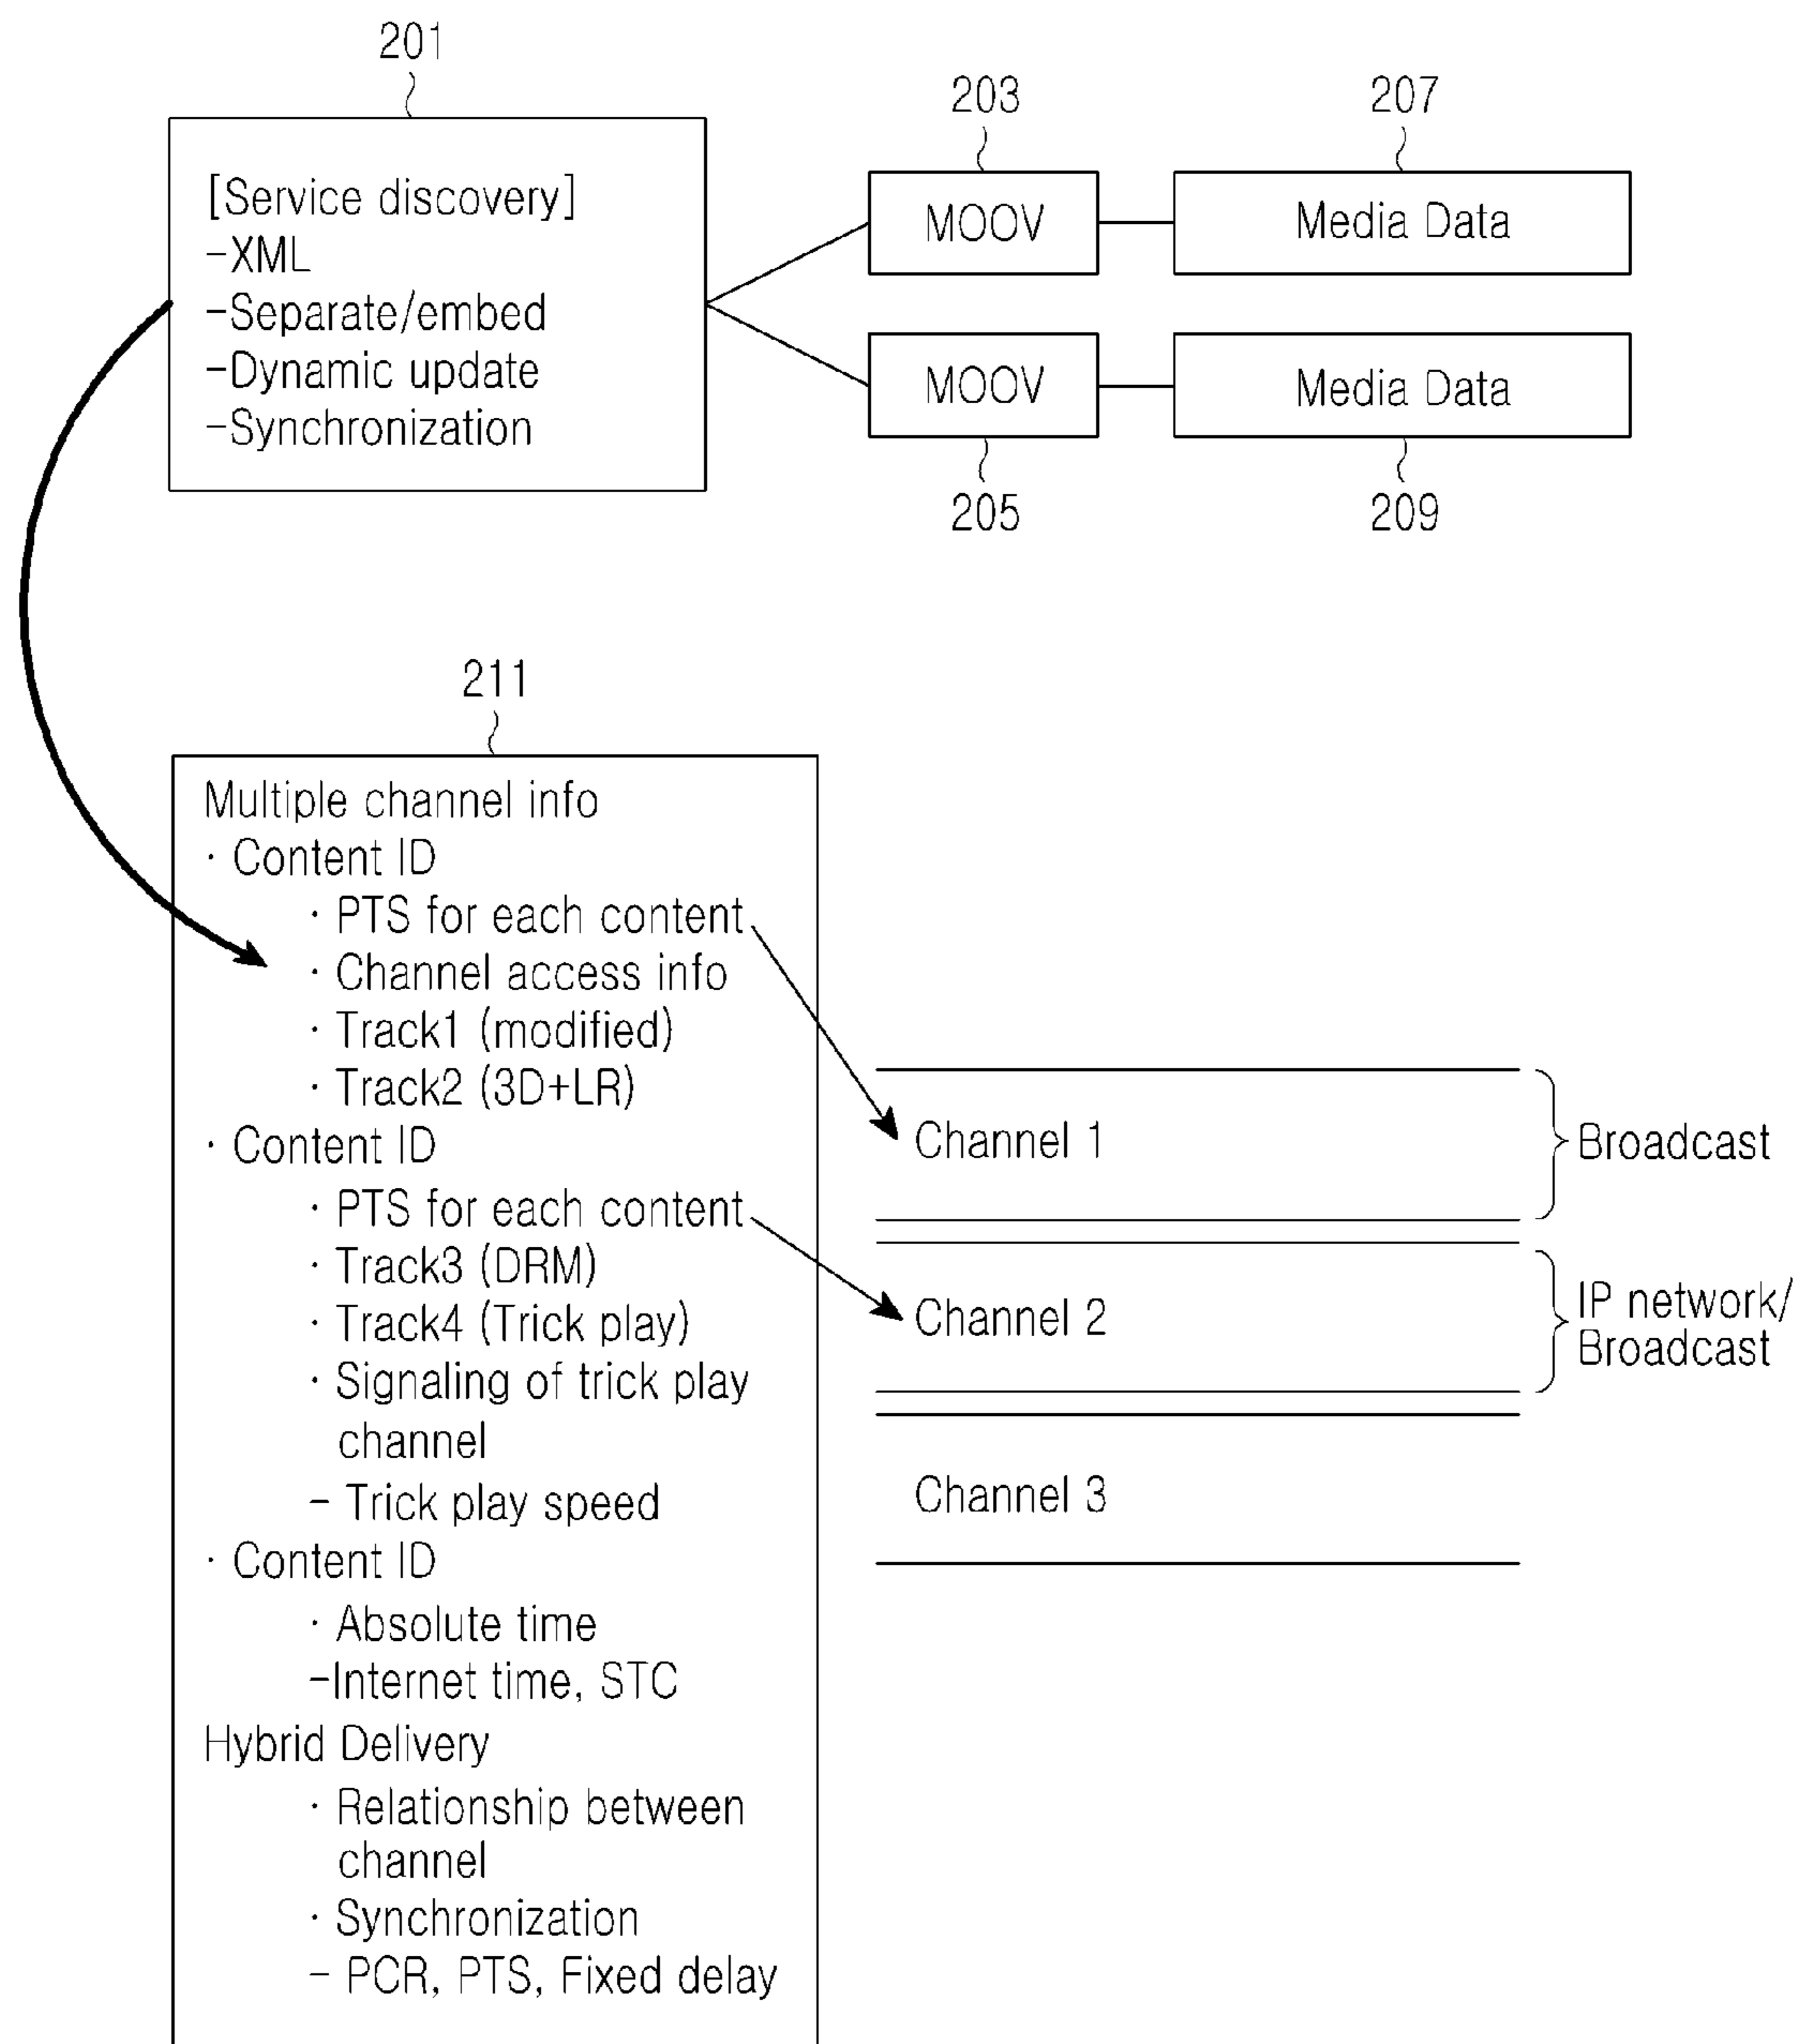 201
203
207
[Service discovery]
-XML
-Separate/embed
-Dynamic update
-Synchronization
MOOV
Media Data
MOOV
Media Data
205
209
211
Multiple channel info
· Content ID
· PTS for each content
· Channel access info
· Track1 (modified)
· Track2 (3D+LR)
· Content ID
· PTS for each content
· Track3 (DRM)
· Track4 (Trick play)
· Signaling of trick play
channel
- Trick play speed
· Content ID
· Absolute time
-Internet time, STC
Hybrid Delivery
· Relationship between
channel
· Synchronization
- PCR, PTS, Fixed delay
Channel 1
Broadcast
Channel 2
IP network/
Broadcast
Channel 3